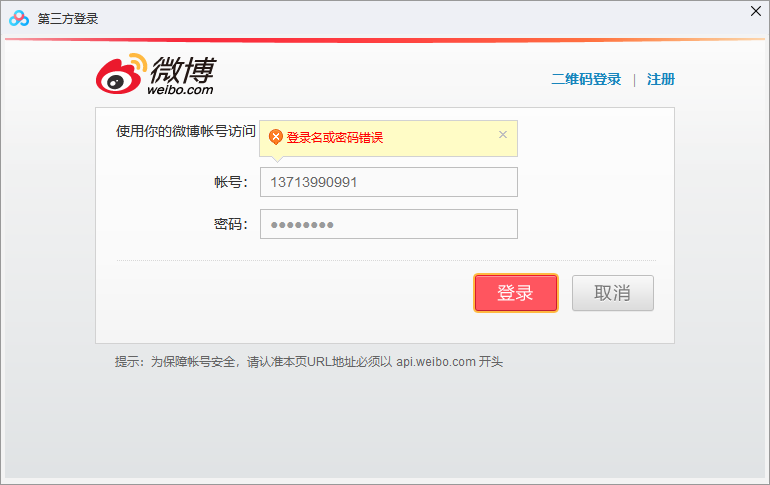 第三方登录
微博
weibo.com
二维码登录 | 注册
使用你的微博帐号访问
登录名或密码错误
帐号: 13713990991
密码: ●●●●●●●●
登录 取消
提示：为保障帐号安全，请认准本页URL地址必须以 api.weibo.com 开头